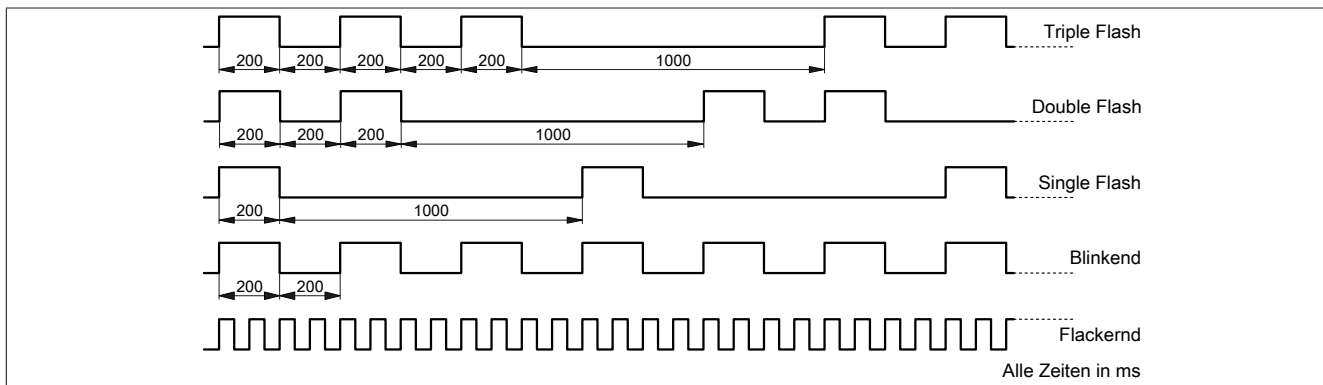 Triple Flash
200 200 200 200 200 1000
Double Flash
200 200 200 1000
Single Flash
200 1000
Blinkend
200 200
Flackernd
Alle Zeiten in ms